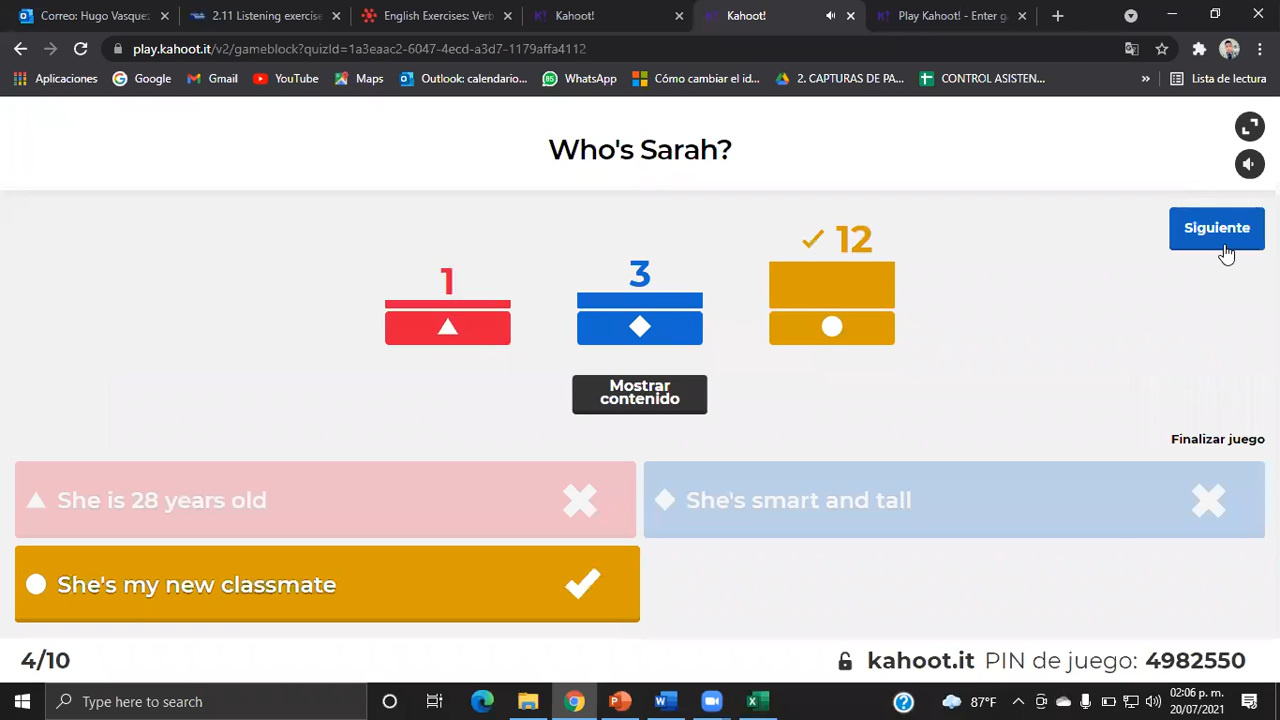 Correo: Hugo Vasquez
2.11 Listening exercise
English Exercises: Verb
Kahoot!
Kahoot!
Play Kahoot! - Enter g
play.kahoot.it/v2/gameblock?quizId=1a3eaac2-6047-4ecd-a3d7-1179affa4112
Aplicaciones
Google
Gmail
YouTube
Maps
Outlook: calendario...
85
WhatsApp
Cómo cambiar el id...
2. CAPTURAS DE PA...
CONTROL ASISTEN...
»
Lista de lectura
Who's Sarah?
Siguiente
1
3
12
Mostrar
contenido
Finalizar juego
She is 28 years old
She's smart and tall
She's my new classmate
4/10
kahoot.it PIN de juego: 4982550
Type here to search
87°F
02:06 p. m.
20/07/2021